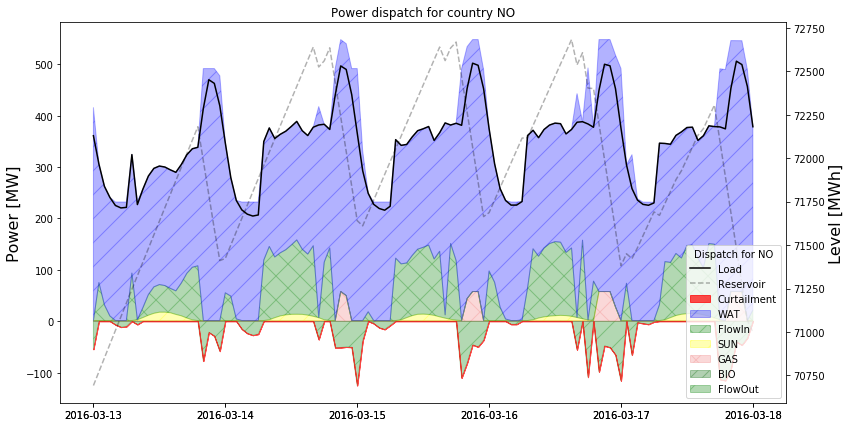 Power dispatch for country NO
Power [MW]
500
400
300
200
100
0
−100
72750
72500
72250
72000
71750
71500
71250
71000
70750
Level [MWh]
Dispatch for NO
Load
Reservoir
Curtailment
WAT
FlowIn
SUN
GAS
BIO
FlowOut
2016-03-13
2016-03-14
2016-03-15
2016-03-16
2016-03-17
2016-03-18